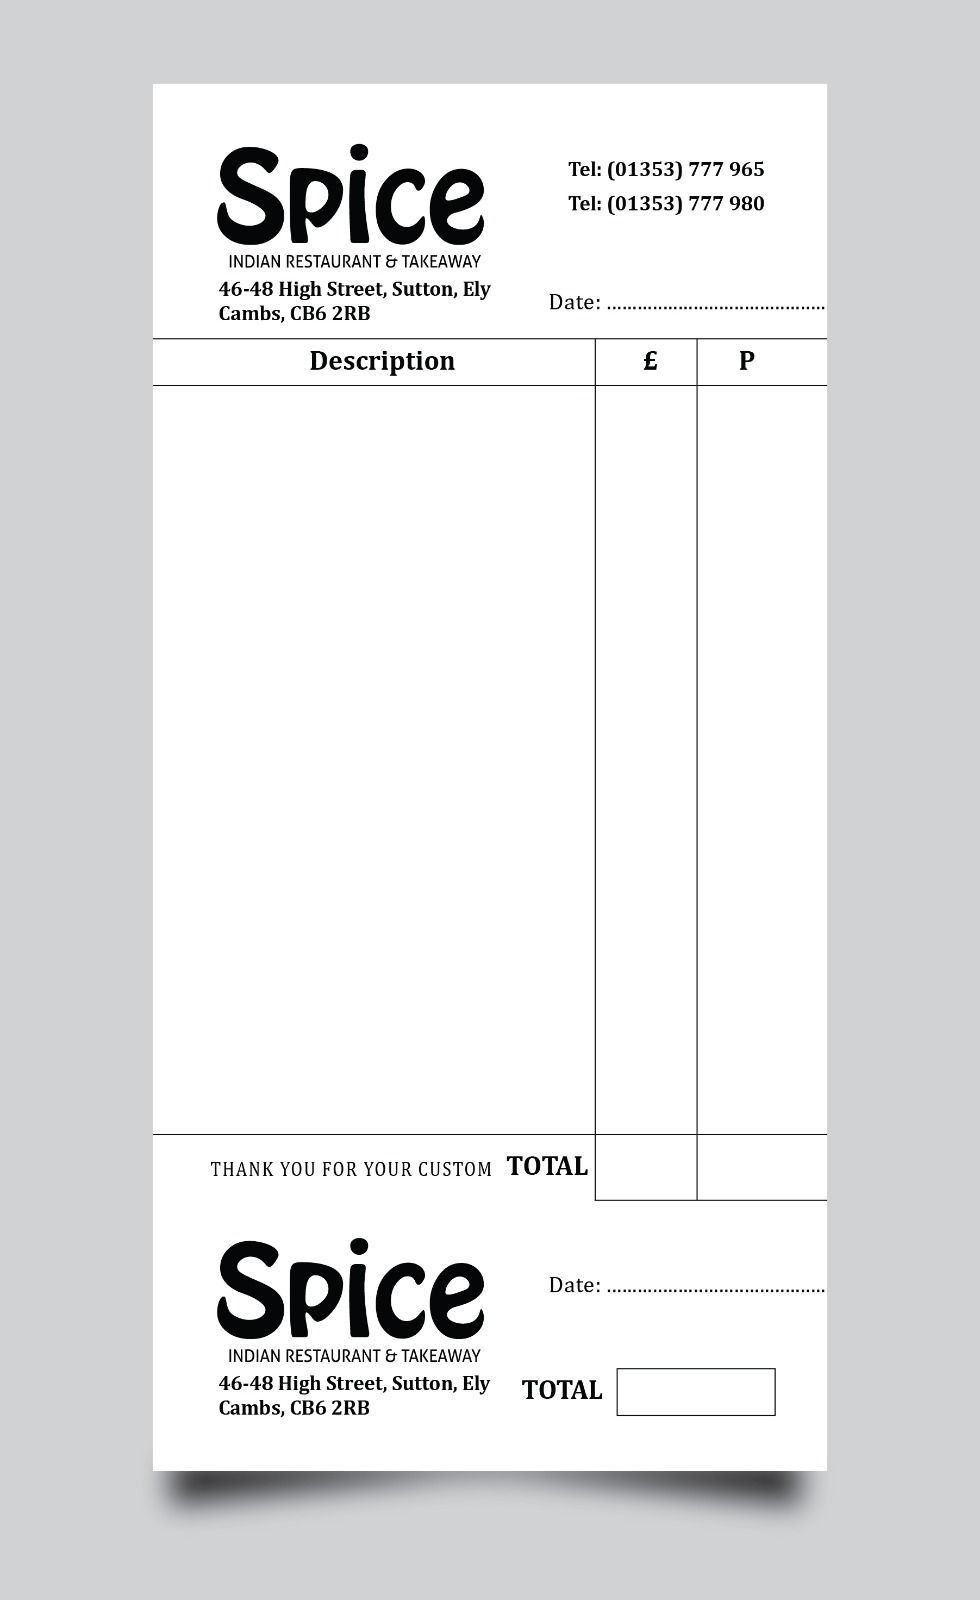 Spice
INDIAN RESTAURANT & TAKEAWAY
46-48 High Street, Sutton, Ely
Cambs, CB6 2RB
Tel: (01353) 777 965
Tel: (01353) 777 980
Date: ...........................................
Description £ P
THANK YOU FOR YOUR CUSTOM TOTAL
Spice
INDIAN RESTAURANT & TAKEAWAY
46-48 High Street, Sutton, Ely
Cambs, CB6 2RB
Date: ...........................................
TOTAL